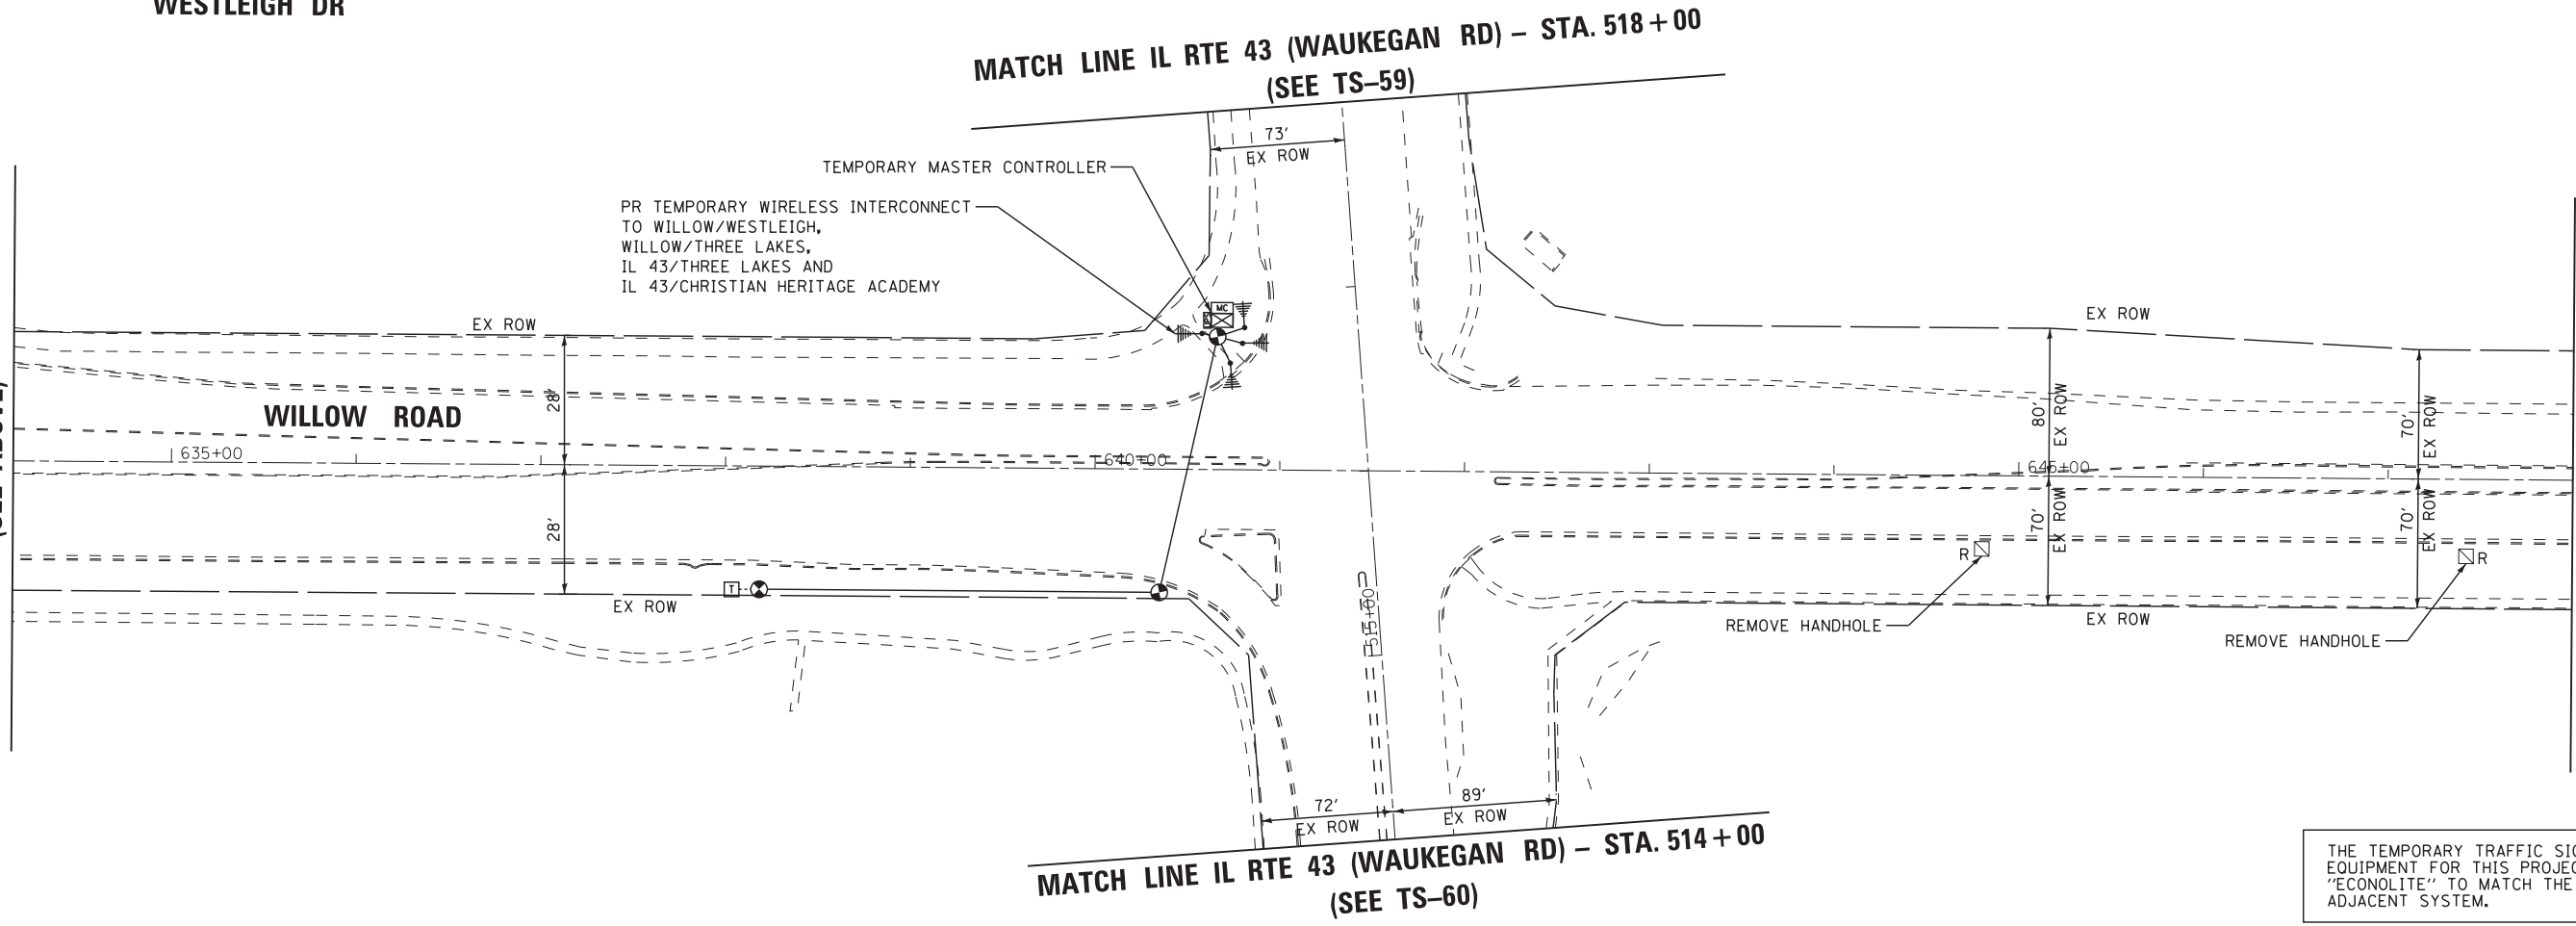 WESTLEIGH DR
MATCH LINE IL RTE 43 (WAUKEGAN RD) – STA. 518+00
(SEE TS–59)
73'
EX ROW
TEMPORARY MASTER CONTROLLER
PR TEMPORARY WIRELESS INTERCONNECT
TO WILLOW/WESTLEIGH,
WILLOW/THREE LAKES,
IL 43/THREE LAKES AND
IL 43/CHRISTIAN HERITAGE ACADEMY
MC
EX ROW
EX ROW
28'
WILLOW ROAD
80'
EX ROW
70'
EX ROW
635+00
640+00
645+00
28'
70'
EX ROW
70'
EX ROW
R
R
T
EX ROW
515+00
REMOVE HANDHOLE
EX ROW
REMOVE HANDHOLE
72'
EX ROW
89'
EX ROW
MATCH LINE IL RTE 43 (WAUKEGAN RD) – STA. 514+00
(SEE TS–60)
THE TEMPORARY TRAFFIC
EQUIPMENT FOR THIS
"ECONOLITE" TO MATCH THE
ADJACENT SYSTEM.